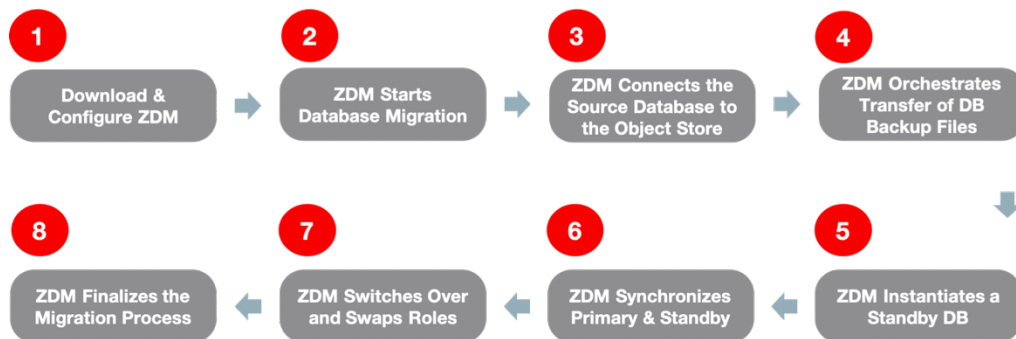 1
Download &
Configure ZDM
2
ZDM Starts
Database Migration
3
ZDM Connects the
Source Database to
the Object Store
4
ZDM Orchestrates
Transfer of DB
Backup Files
5
ZDM Instantiates a
Standby DB
6
ZDM Synchronizes
Primary & Standby
7
ZDM Switches Over
and Swaps Roles
8
ZDM Finalizes the
Migration Process